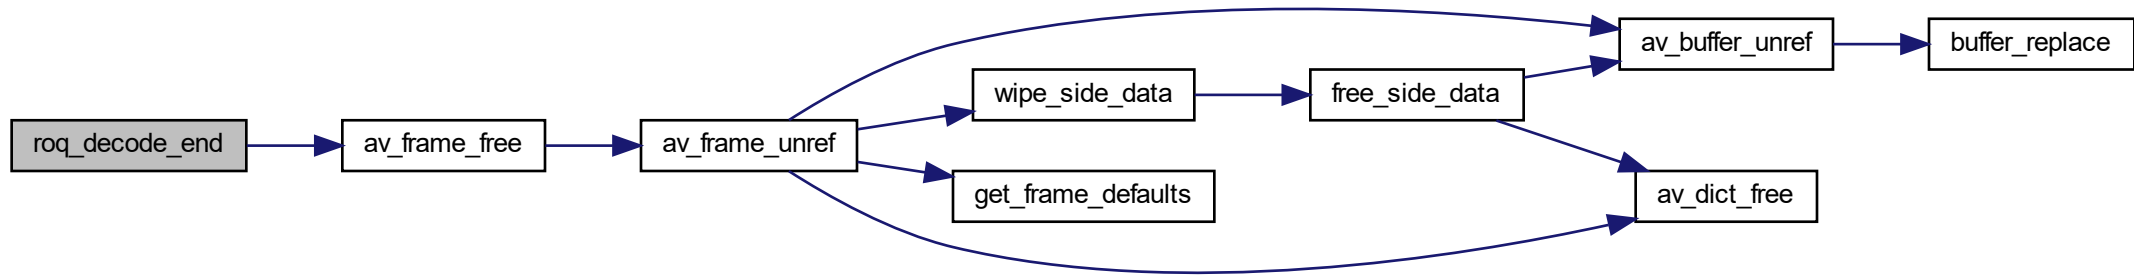 roq_decode_end
av_frame_free
av_frame_unref
wipe_side_data
get_frame_defaults
free_side_data
av_buffer_unref
av_dict_free
buffer_replace